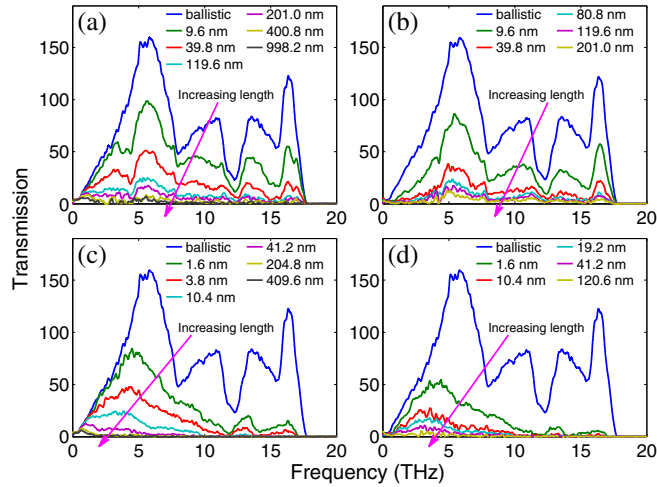 (a)
ballistic
9.6 nm
39.8 nm
119.6 nm
201.0 nm
400.8 nm
998.2 nm
Increasing length
150
100
50
0
0 5 10 15 20
(b)
ballistic
9.6 nm
39.8 nm
80.8 nm
119.6 nm
201.0 nm
Increasing length
150
100
50
0
0 5 10 15 20
(c)
ballistic
1.6 nm
3.8 nm
10.4 nm
41.2 nm
204.8 nm
409.6 nm
Increasing length
150
100
50
0
0 5 10 15 20
(d)
ballistic
1.6 nm
10.4 nm
19.2 nm
41.2 nm
120.6 nm
Increasing length
150
100
50
0
0 5 10 15 20
Transmission
Frequency (THz)